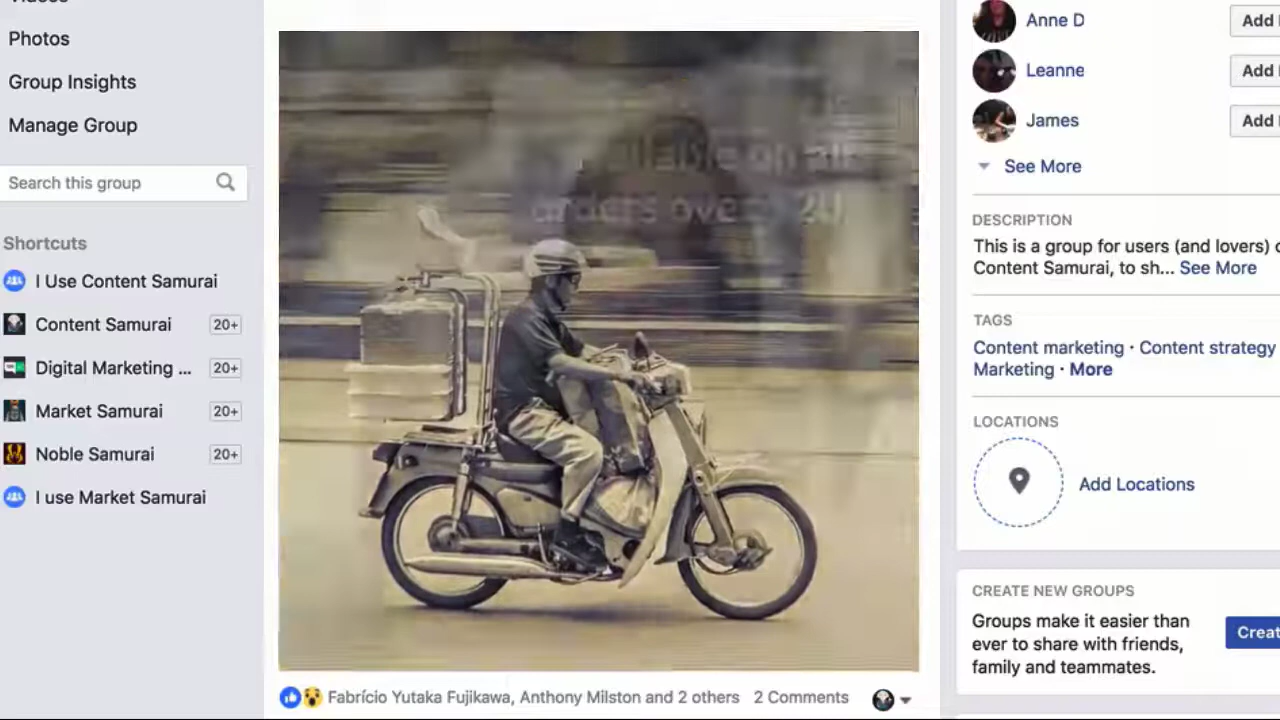 Videos
Photos
Group Insights
Manage Group
Search this group
Shortcuts
I Use Content Samurai
Content Samurai 20+
Digital Marketing ... 20+
Market Samurai 20+
Noble Samurai 20+
I use Market Samurai
orders over
Fabrício Yutaka Fujikawa, Anthony Milston and 2 others 2 Comments
Anne D
Add
Leanne
Add
James
Add
See More
DESCRIPTION
This is a group for users (and lovers)
Content Samurai, to sh... See More
TAGS
Content marketing · Content strategy
Marketing · More
LOCATIONS
Add Locations
CREATE NEW GROUPS
Groups make it easier than
ever to share with friends,
family and teammates.
Creat